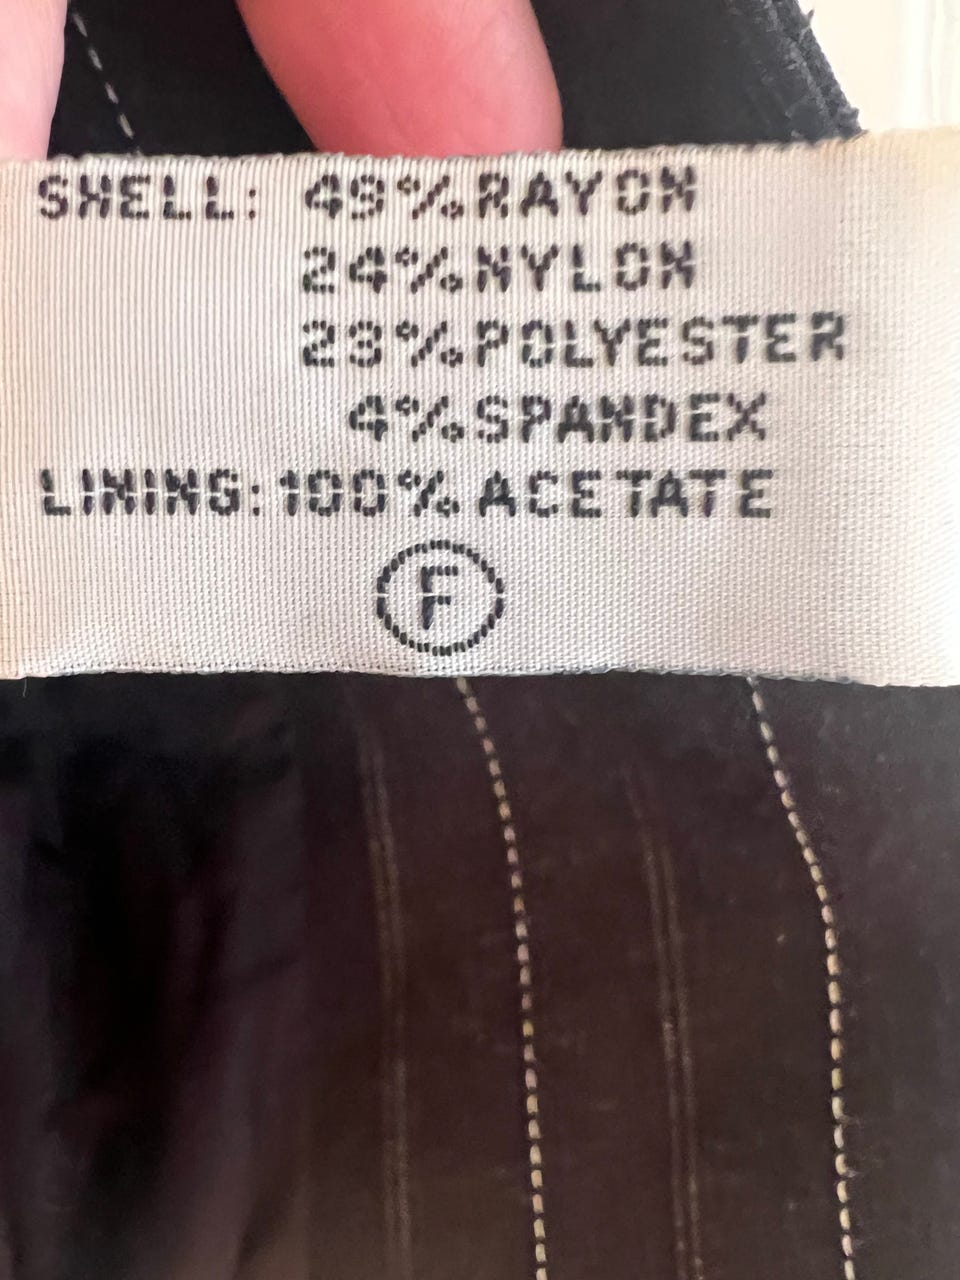 SHELL: 49%RAYON
24%NYLON
23%POLYESTER
4%SPANDEX
LINING:100%ACETATE
F